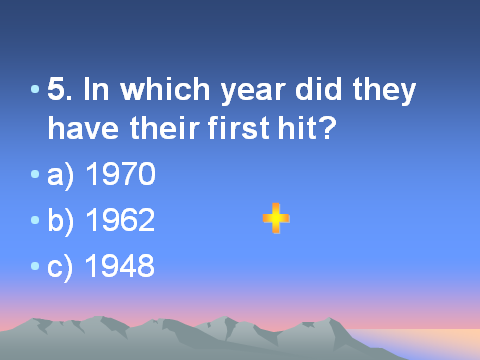 • 5. In which year did they
have their first hit?
• a) 1970
• b) 1962
• c) 1948